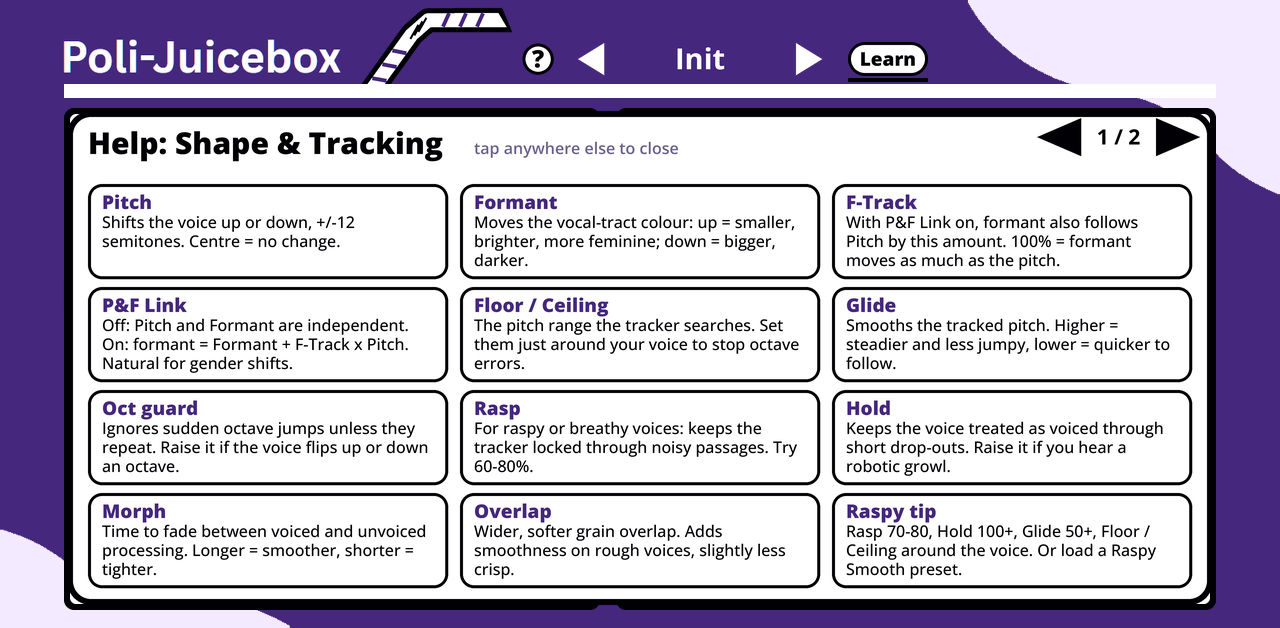 Poli-Juicebox
? Init Learn
Help: Shape & Tracking tap anywhere else to close 1 / 2
Pitch
Shifts the voice up or down, +/-12
semitones. Centre = no change.
Formant
Moves the vocal-tract colour: up = smaller,
brighter, more feminine; down = bigger,
darker.
F-Track
With P&F Link on, formant also follows
Pitch by this amount. 100% = formant
moves as much as the pitch.
P&F Link
Off: Pitch and Formant are independent.
On: formant = Formant + F-Track x Pitch.
Natural for gender shifts.
Floor / Ceiling
The pitch range the tracker searches. Set
them just around your voice to stop octave
errors.
Glide
Smooths the tracked pitch. Higher =
steadier and less jumpy, lower = quicker to
follow.
Oct guard
Ignores sudden octave jumps unless they
repeat. Raise it if the voice flips up or down
an octave.
Rasp
For raspy or breathy voices: keeps the
tracker locked through noisy passages. Try
60-80%.
Hold
Keeps the voice treated as voiced through
short drop-outs. Raise it if you hear a
robotic growl.
Morph
Time to fade between voiced and unvoiced
processing. Longer = smoother, shorter =
tighter.
Overlap
Wider, softer grain overlap. Adds
smoothness on rough voices, slightly less
crisp.
Raspy tip
Rasp 70-80, Hold 100+, Glide 50+, Floor /
Ceiling around the voice. Or load a Raspy
Smooth preset.